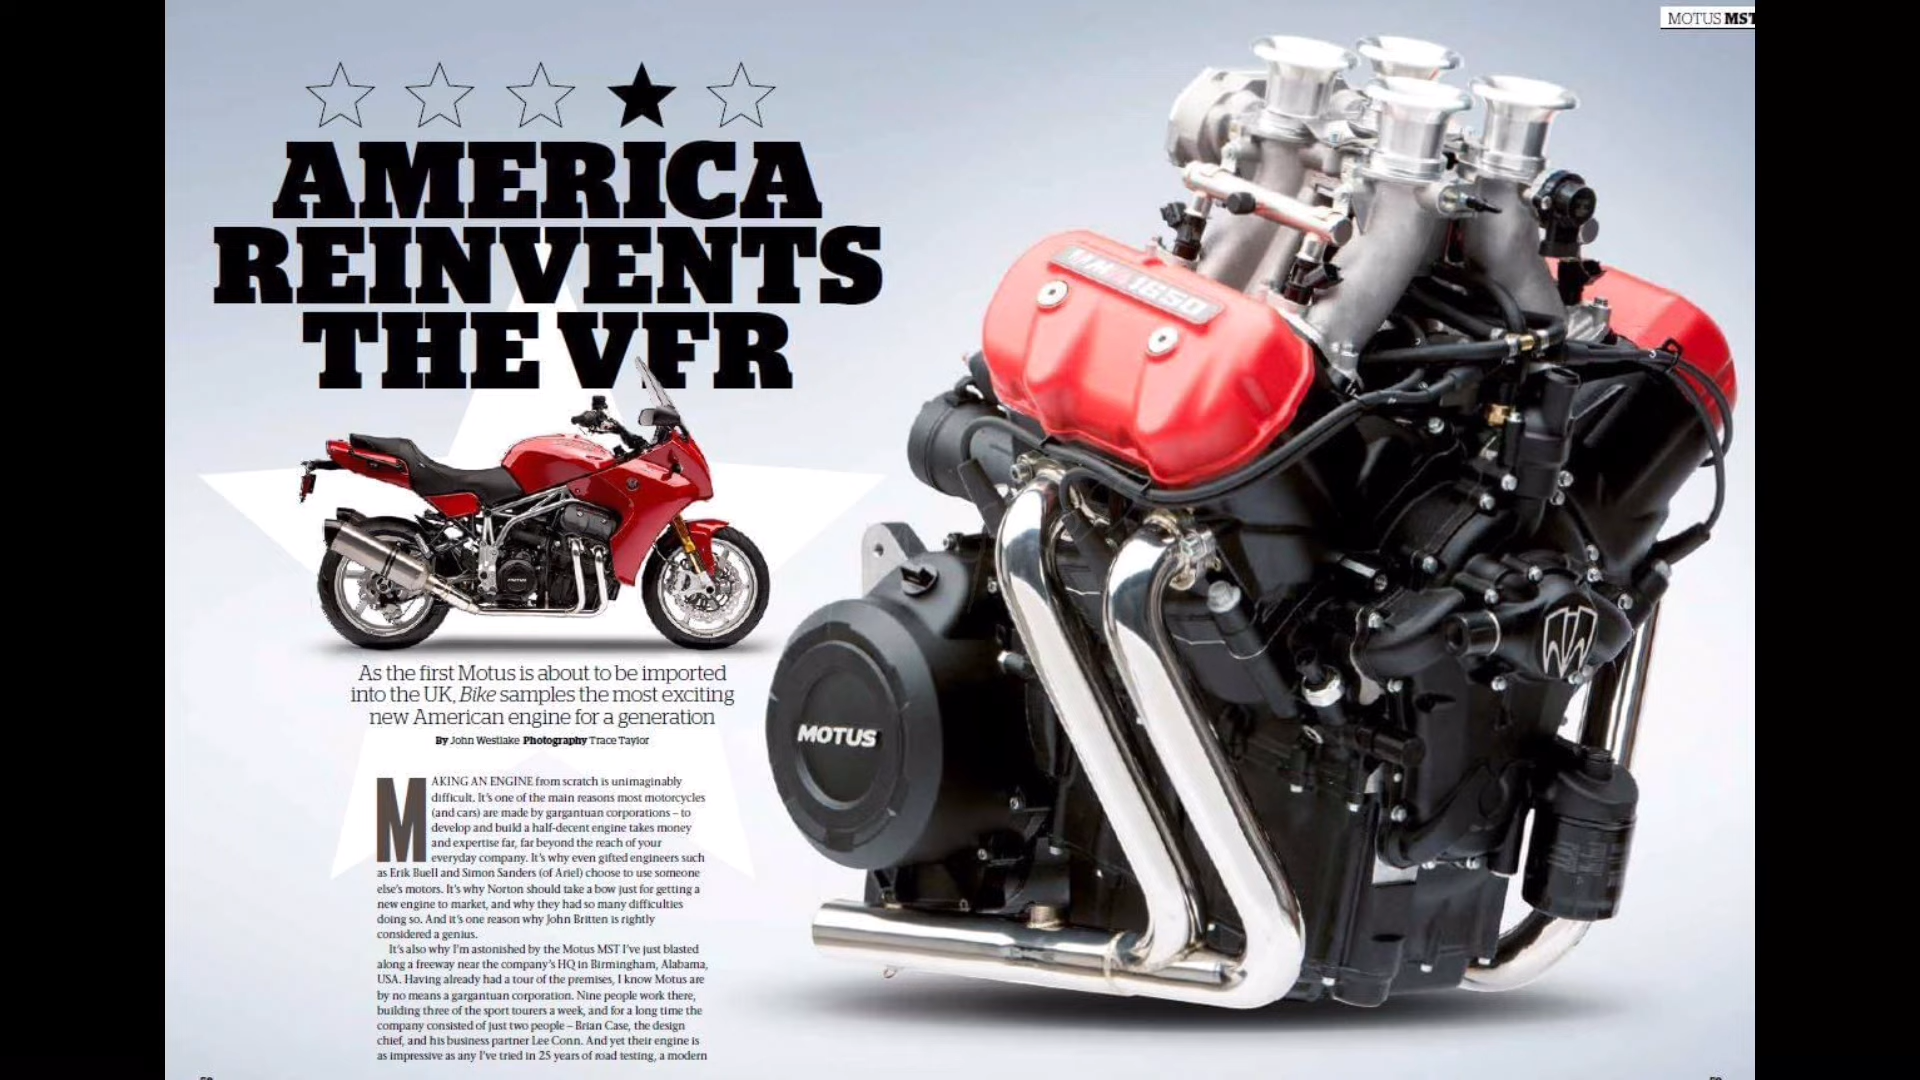 MOTUS MST
AMERICA
REINVENTS
THE VFR
As the first Motus is about to be imported
into the UK, Bike samples the most exciting
new American engine for a generation
By John Westlake Photography Trace Taylor
MAKING AN ENGINE from scratch is unimaginably
difficult. It's one of the main reasons most motorcycles
(and cars) are made by gargantuan corporations – to
develop and build a half-decent engine takes money
and expertise far, far beyond the reach of your
everyday company. It's why even gifted engineers such
as Erik Buell and Simon Sanders (of Ariel) choose to use someone
else's motors. It's why Norton should take a bow just for getting a
new engine to market, and why they had so many difficulties
doing so. And it's one reason why John Britten is rightly
considered a genius.
It's also why I'm astonished by the Motus MST I've just blasted
along a freeway near the company's HQ in Birmingham, Alabama,
USA. Having already had a tour of the premises, I know Motus are
by no means a gargantuan corporation. Nine people work there,
building three of the sport tourers a week, and for a long time the
company consisted of just two people – Brian Case, the design
chief, and his business partner Lee Conn. And yet their engine is
as impressive as any I've tried in 25 years of road testing, a modern
1650
MOTUS
MOTUS